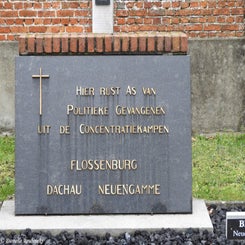 Hier rust As van
Politieke Gevangenen
uit de Concentratiekampen
FLOSSENBURG
DACHAU NEUENGAMME